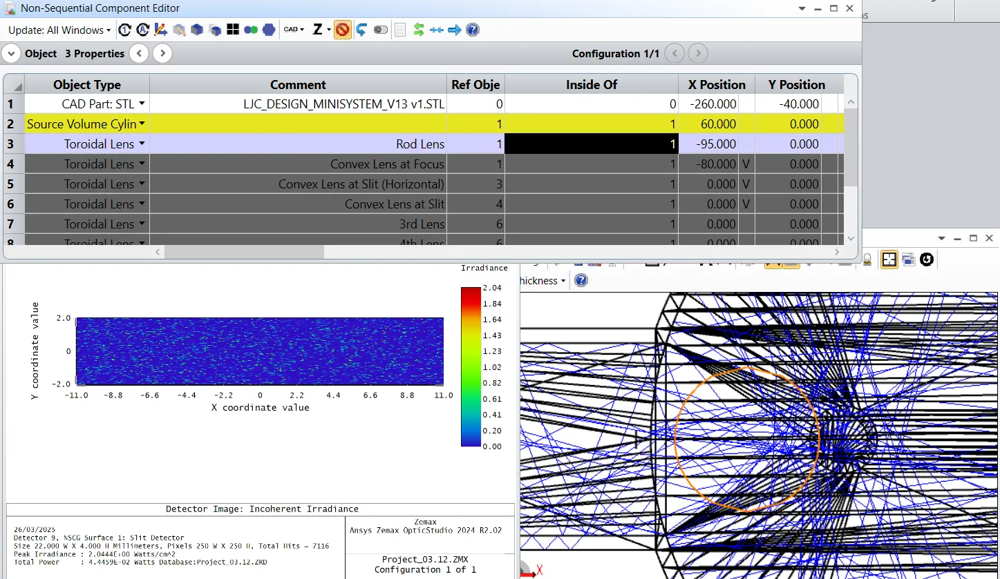 Non-Sequential Component Editor
Update: All Windows
CAD Z
Object 3 Properties Configuration 1/1
Object Type Comment Ref Obje Inside Of X Position Y Position
1 CAD Part: STL LJC_DESIGN_MINISYSTEM_V13 v1.STL 0 0 -260.000 -40.000
2 Source Volume Cylin 1 1 60.000 0.000
3 Toroidal Lens Rod Lens 1 1 -95.000 0.000
4 Toroidal Lens Convex Lens at Focus 1 1 -80.000 V 0.000
5 Toroidal Lens Convex Lens at Slit (Horizontal) 3 1 0.000 V 0.000
6 Toroidal Lens Convex Lens at Slit 4 1 0.000 V 0.000
7 Toroidal Lens 3rd Lens 6 1 0.000 0.000
8 Toroidal Lens 4th Lens 6 1 0.000 0.000
hickness
Irradiance
2.04
1.84
1.64
1.43
1.23
1.02
0.82
0.61
0.41
0.20
0.00
Y coordinate value
2.0
0
-2.0
-11.0 -8.8 -6.6 -4.4 -2.2 0 2.2 4.4 6.6 8.8 11.0
X coordinate value
X
Detector Image: Incoherent Irradiance
26/03/2025
Detector 9, NSCG Surface 1: Slit Detector
Size 22.000 W X 4.000 H Millimeters, Pixels 250 W X 250 H, Total Hits = 7116
Peak Irradiance : 2.0444E+00 Watts/cm^2
Total Power : 4.4459E-02 Watts Database:Project_03.12.ZRD
Zemax
Ansys Zemax OpticStudio 2024 R2.02
Project_03.12.ZMX
Configuration 1 of 1